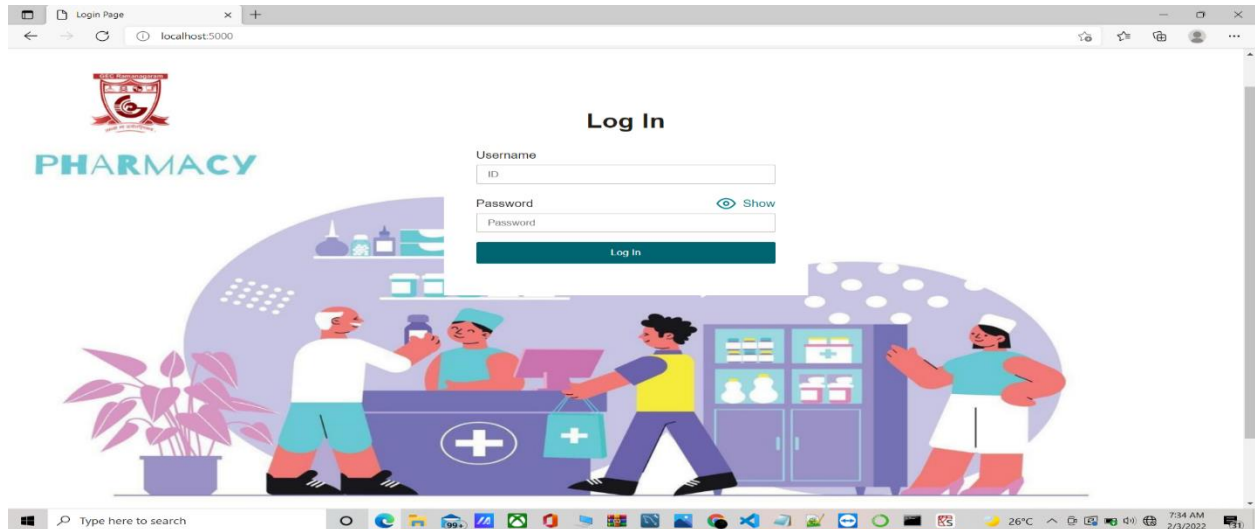 Login Page
localhost:5000
GEC Ramanagaram
PHARMACY
Log In
Username
ID
Password
Show
Password
Log In
Type here to search
99+
26°C
7:34 AM
2/3/2022